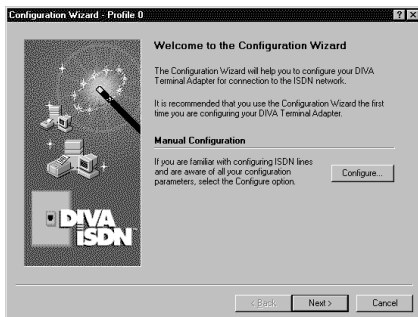 Configuration Wizard - Profile 0
Welcome to the Configuration Wizard
The Configuration Wizard will help you to configure your DIVA
Terminal Adapter for connection to the ISDN network.
It is recommended that you use the Configuration Wizard the first
time you are configuring your DIVA Terminal Adapter.
Manual Configuration
If you are familiar with configuring ISDN lines
and are aware of all your configuration
parameters, select the Configure option.
Configure...
DIVA
ISDN
< Back
Next >
Cancel